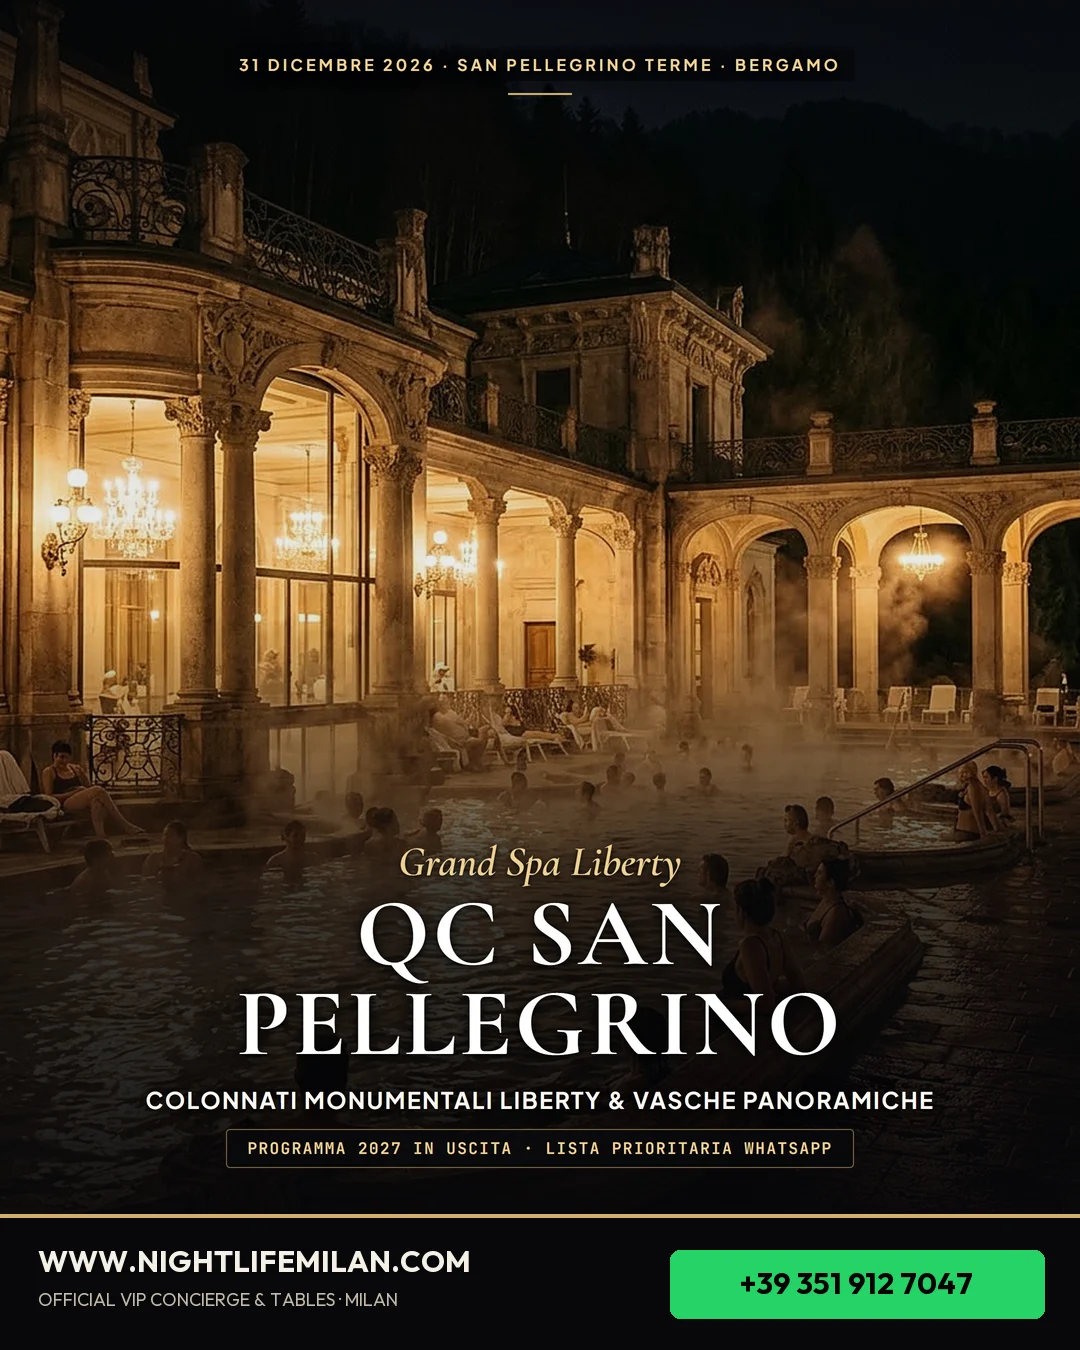 31 DICEMBRE 2026 · SAN PELLEGRINO TERME · BERGAMO
Grand Spa Liberty
QC SAN
PELLEGRINO
COLONNATI MONUMENTALI LIBERTY & VASCHE PANORAMICHE
PROGRAMMA 2027 IN USCITA · LISTA PRIORITARIA WHATSAPP
WWW.NIGHTLIFEMILAN.COM
OFFICIAL VIP CONCIERGE & TABLES · MILAN
+39 351 912 7047